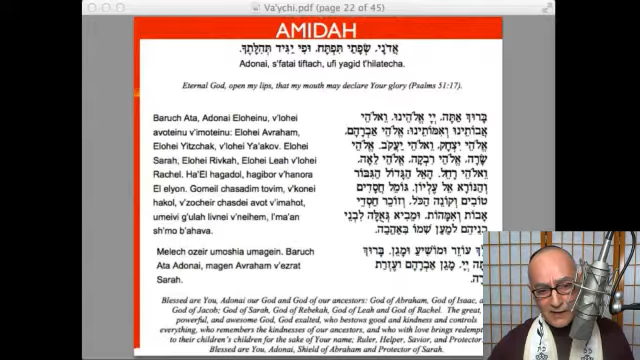 Va'ychi.pdf (page 22 of 45)
AMIDAH
אֲדֹנָי, שְׂפָתַי תִּפְתָּח, וּפִי יַגִּיד תְּהִלָּתֶךָ.
Adonai, s'fatai tiftach, ufi yagid t'hilatecha.
Eternal God, open my lips, that my mouth may declare Your glory (Psalms 51:17).
Baruch Ata, Adonai Eloheinu, v'lohei
avoteinu v'imoteinu: Elohei Avraham,
Elohei Yitzchak, v'lohei Ya'akov. Elohei
Sarah, Elohei Rivkah, Elohei Leah v'lohei
Rachel. Ha'El hagadol, hagibor v'hanora
El elyon. Gomeil chasadim tovim, v'konei
hakol, v'zocheir chasdei avot v'imahot,
umeivi g'ulah livnei v'neihem, l'ma'an
sh'mo b'ahava.
Melech ozeir umoshia umagein. Baruch
Ata Adonai, magen Avraham v'ezrat
Sarah.
בָּרוּךְ אַתָּה, יְיָ אֱלֹהֵינוּ, וֵאלֹהֵי
אֲבוֹתֵינוּ וְאִמּוֹתֵינוּ: אֱלֹהֵי אַבְרָהָם,
אֱלֹהֵי יִצְחָק, וֵאלֹהֵי יַעֲקֹב. אֱלֹהֵי
שָׂרָה, אֱלֹהֵי רִבְקָה, אֱלֹהֵי לֵאָה,
וֵאלֹהֵי רָחֵל. הָאֵל הַגָּדוֹל הַגִּבּוֹר
וְהַנּוֹרָא אֵל עֶלְיוֹן, גּוֹמֵל חֲסָדִים
טוֹבִים וְקוֹנֵה הַכֹּל, וְזוֹכֵר חַסְדֵי
אָבוֹת וְאִמָּהוֹת, וּמֵבִיא גְּאֻלָּה לִבְנֵי
בְנֵיהֶם לְמַעַן שְׁמוֹ בְּאַהֲבָה.
עוֹזֵר וּמוֹשִׁיעַ וּמָגֵן. בָּרוּךְ
יְיָ, מָגֵן אַבְרָהָם וְעֶזְרַת
Blessed are You, Adonai our God and God of our ancestors: God of Abraham, God of Isaac, and
God of Jacob; God of Sarah, God of Rebekah, God of Leah and God of Rachel. The great,
powerful, and awesome God, God exalted, who bestows good and kindness and controls
everything, who remembers the kindnesses of our ancestors, and who with love brings
to their children's children for the sake of Your name; Ruler, Helper, Savior, and
Blessed are You, Adonai, Shield of Abraham and Protector of Sarah.